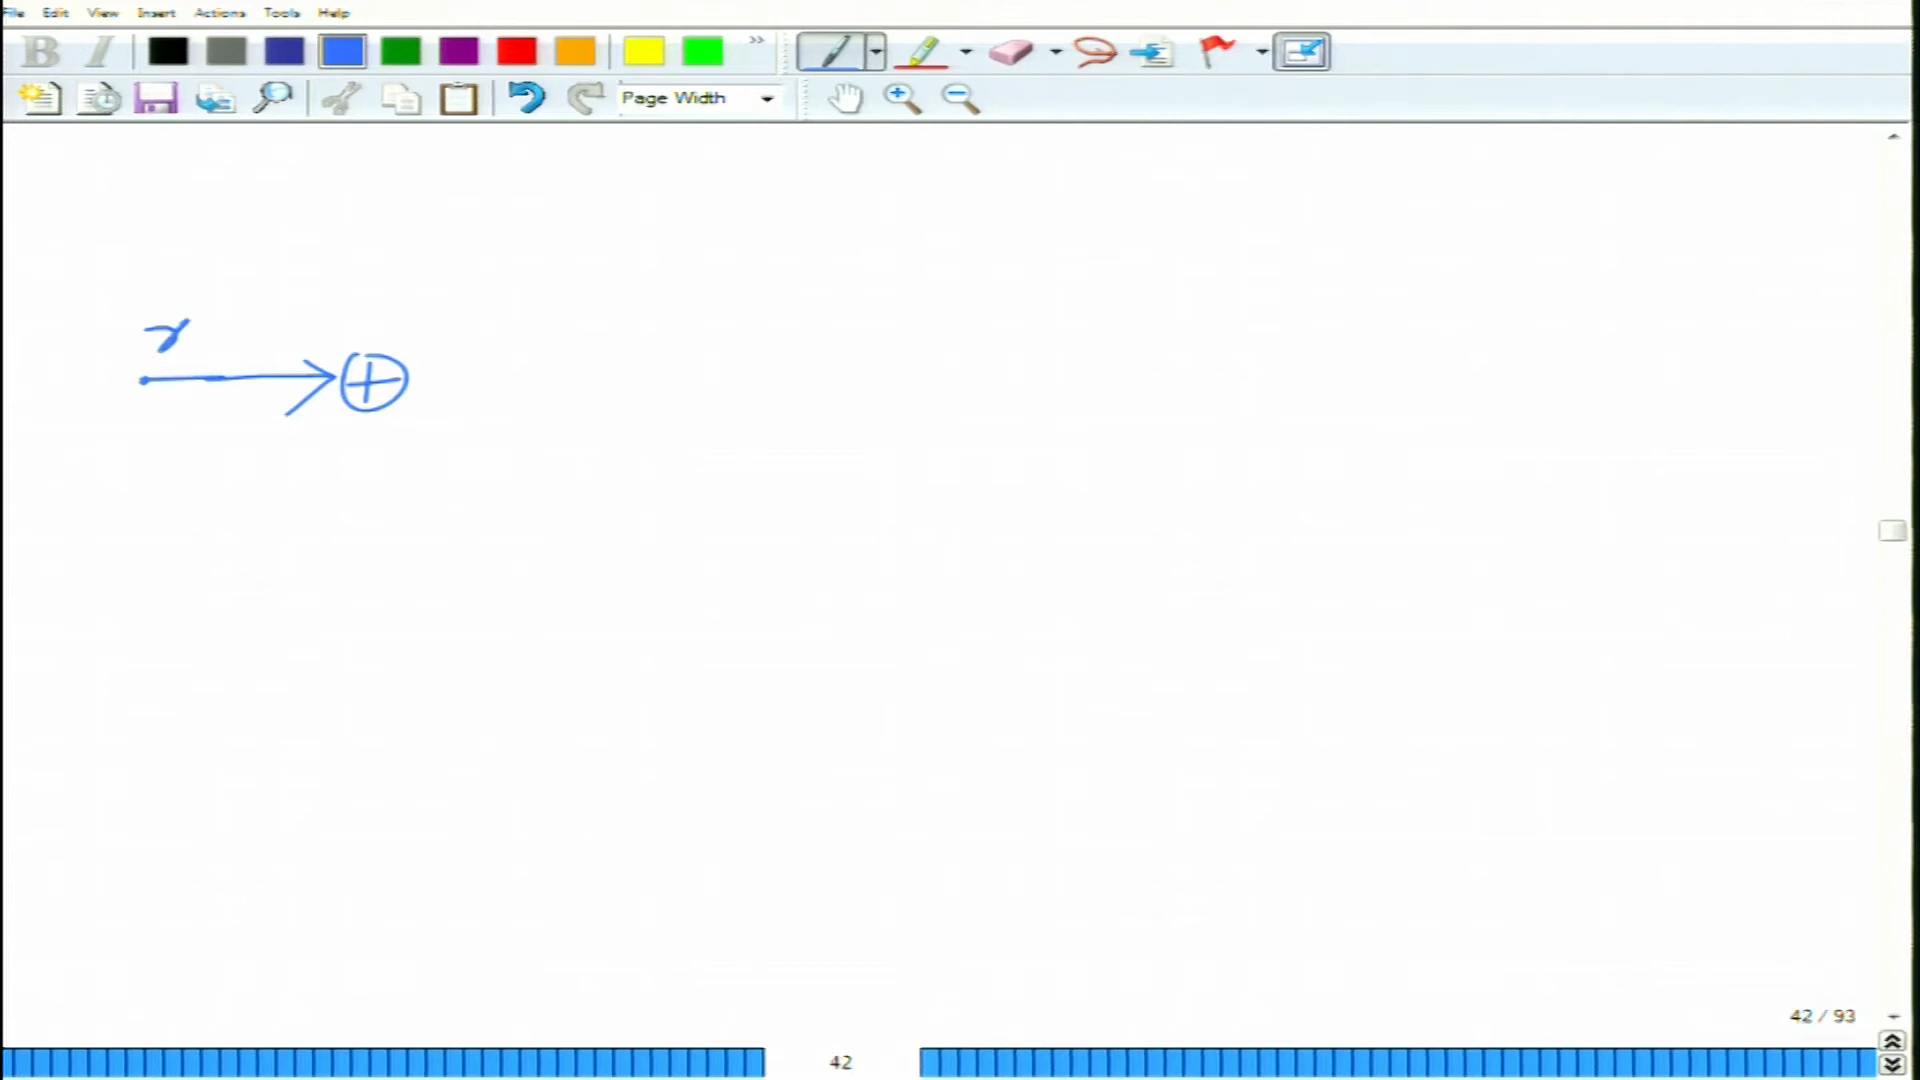 File Edit View Insert Actions Tools Help
B I
Page Width
r
42 / 93
42